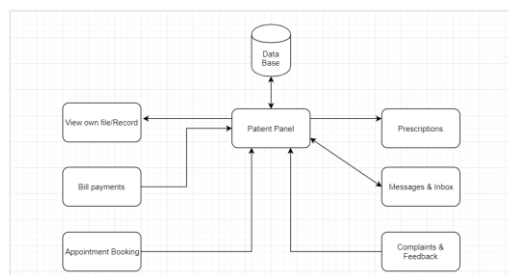 Data
Base
View own file/Record
Patient Panel
Prescriptions
Bill payments
Messages & Inbox
Appointment Booking
Complaints &
Feedback